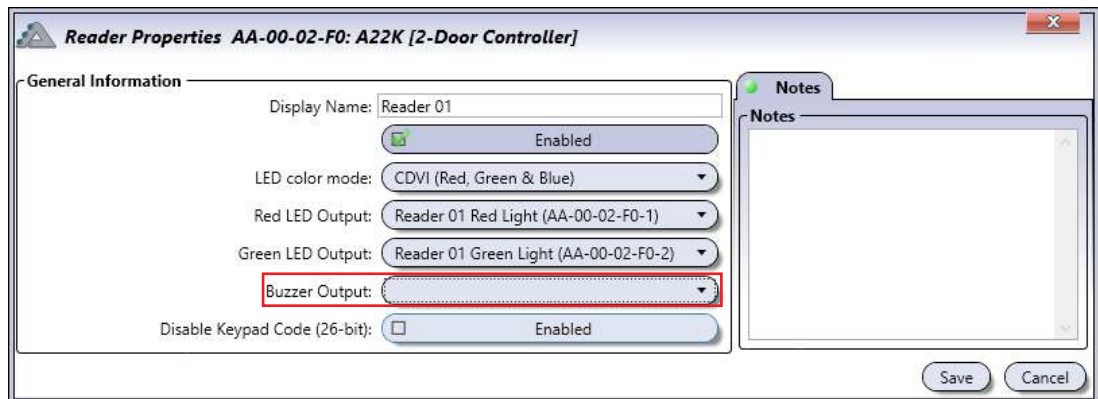 Reader Properties AA-00-02-F0: A22K [2-Door Controller]
X
General Information
Display Name: Reader 01
Enabled
LED color mode: CDVI (Red, Green & Blue)
Red LED Output: Reader 01 Red Light (AA-00-02-F0-1)
Green LED Output: Reader 01 Green Light (AA-00-02-F0-2)
Buzzer Output:
Disable Keypad Code (26-bit): Enabled
Notes
Notes
Save Cancel